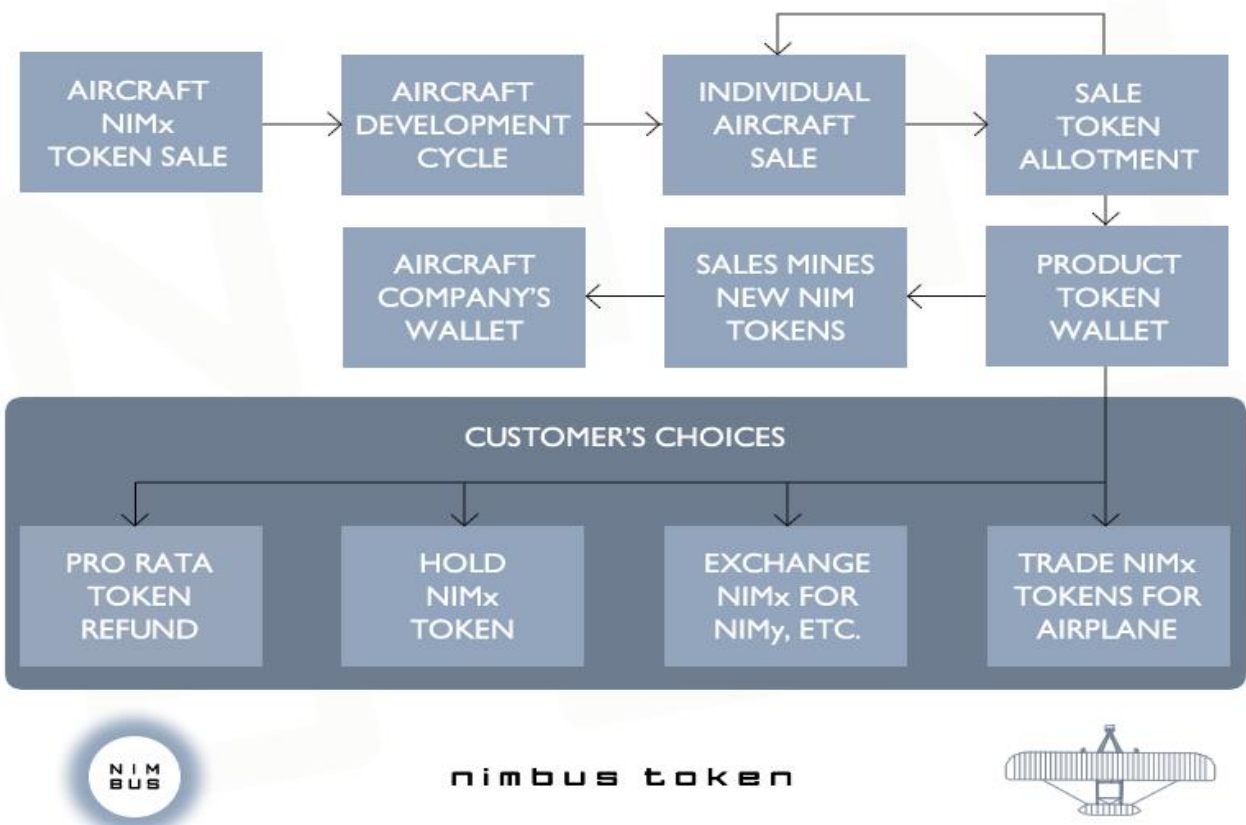 AIRCRAFT
NIMx
TOKEN SALE
AIRCRAFT
DEVELOPMENT
CYCLE
INDIVIDUAL
AIRCRAFT
SALE
SALE
TOKEN
ALLOTMENT
AIRCRAFT
COMPANY'S
WALLET
SALES MINES
NEW NIM
TOKENS
PRODUCT
TOKEN
WALLET
CUSTOMER'S CHOICES
PRO RATA
TOKEN
REFUND
HOLD
NIMx
TOKEN
EXCHANGE
NIMx FOR
NIMy, ETC.
TRADE NIMx
TOKENS FOR
AIRPLANE
NIM
BUS
nimbus token